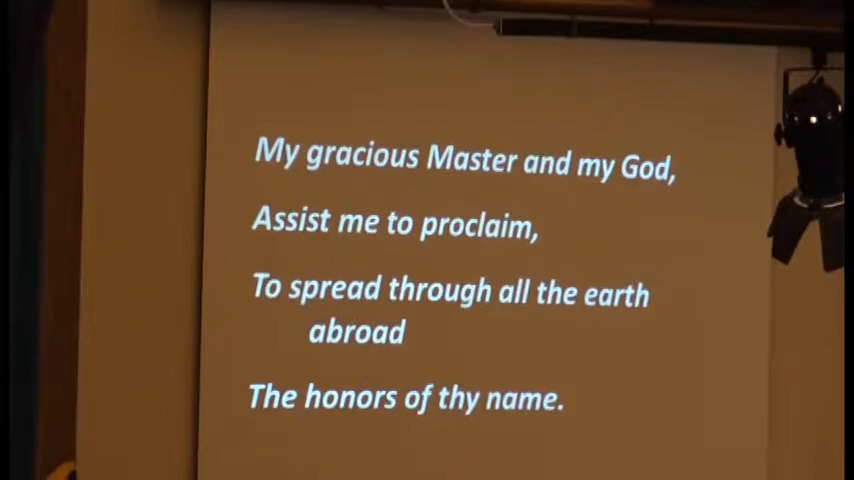 My gracious Master and my God,
Assist me to proclaim,
To spread through all the earth
abroad
The honors of thy name.